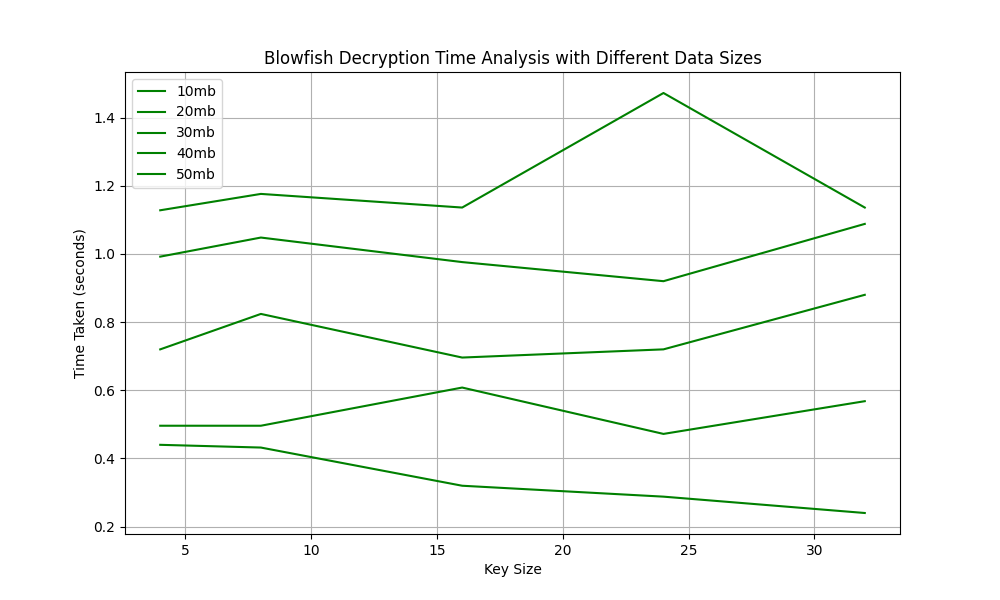 Blowfish Decryption Time Analysis with Different Data Sizes
10mb
20mb
30mb
40mb
50mb
1.4
1.2
1.0
0.8
0.6
0.4
0.2
Time Taken (seconds)
5 10 15 20 25 30
Key Size